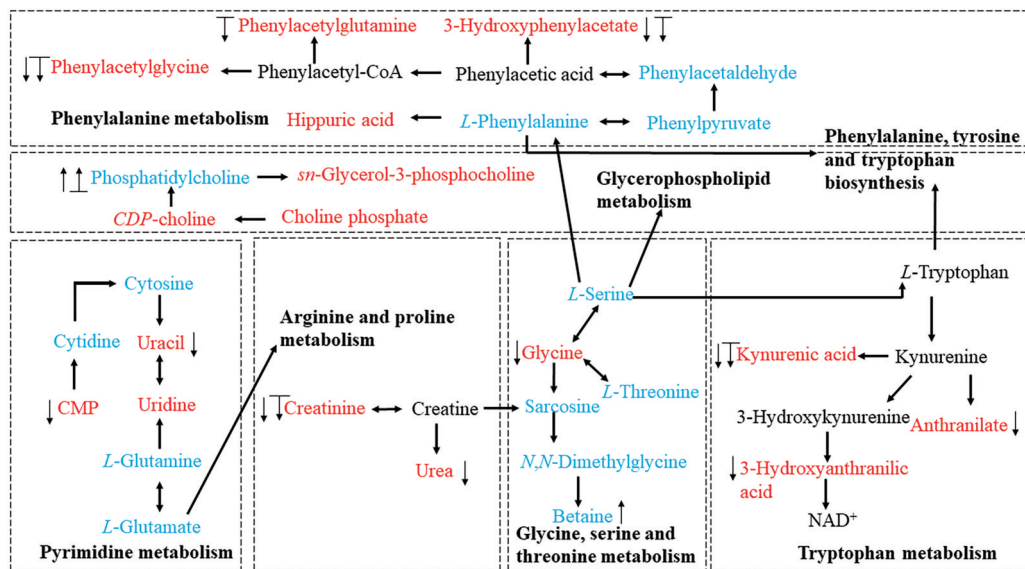 Phenylacetylglutamine
3-Hydroxyphenylacetate
Phenylacetylglycine
Phenylacetyl-CoA
Phenylacetic acid
Phenylacetaldehyde
Phenylalanine metabolism
Hippuric acid
L-Phenylalanine
Phenylpyruvate
Phenylalanine, tyrosine
and tryptophan
biosynthesis
Phosphatidylcholine
sn-Glycerol-3-phosphocholine
Glycerophospholipid
metabolism
CDP-choline
Choline phosphate
Cytosine
Cytidine
Uracil
CMP
Uridine
L-Glutamine
L-Glutamate
Pyrimidine metabolism
Arginine and proline
metabolism
Creatinine
Creatine
Urea
L-Serine
Glycine
L-Threonine
Sarcosine
N,N-Dimethylglycine
Betaine
Glycine, serine and
threonine metabolism
L-Tryptophan
Kynurenic acid
Kynurenine
3-Hydroxykynurenine
Anthranilate
3-Hydroxyanthranilic
acid
NAD+
Tryptophan metabolism